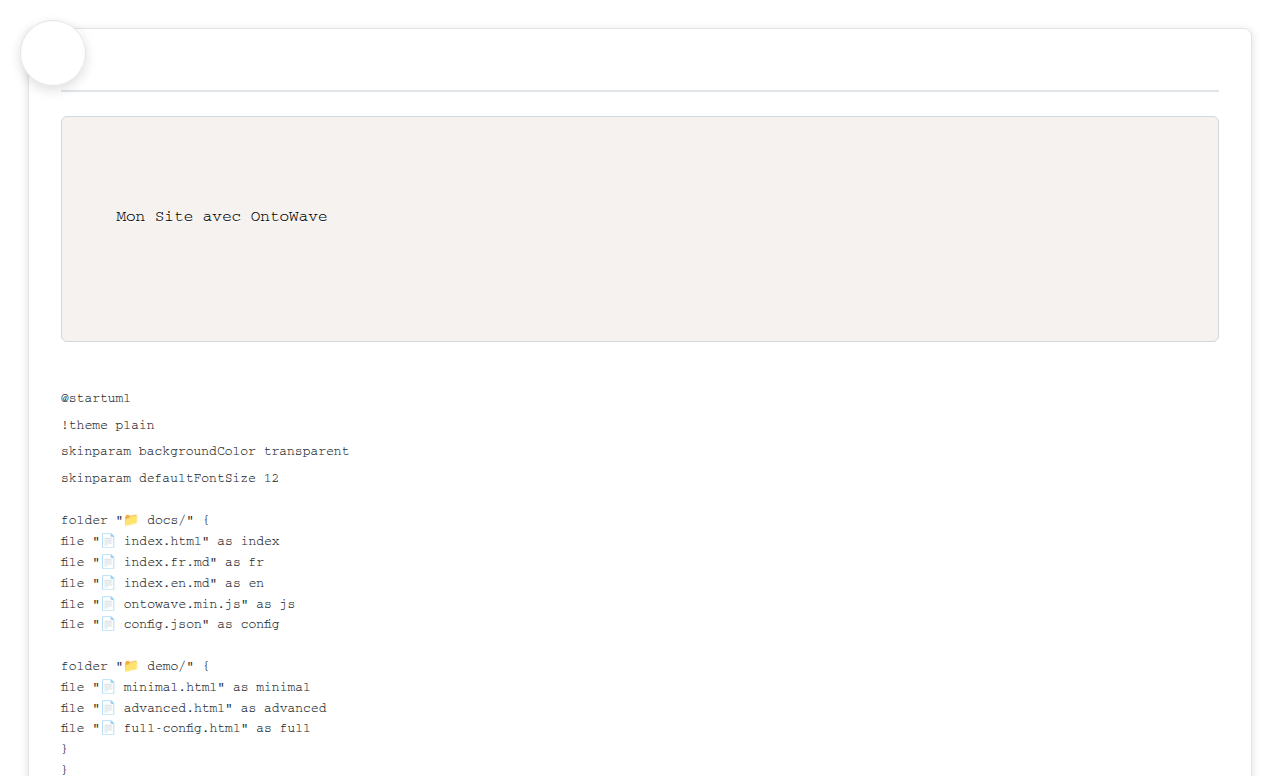 Mon Site avec OntoWave
@startuml
!theme plain
skinparam backgroundColor transparent
skinparam defaultFontSize 12
folder "📁 docs/" {
file "📄 index.html" as index
file "📄 index.fr.md" as fr
file "📄 index.en.md" as en
file "📄 ontowave.min.js" as js
file "📄 config.json" as config
folder "📁 demo/" {
file "📄 minimal.html" as minimal
file "📄 advanced.html" as advanced
file "📄 full-config.html" as full
}
}